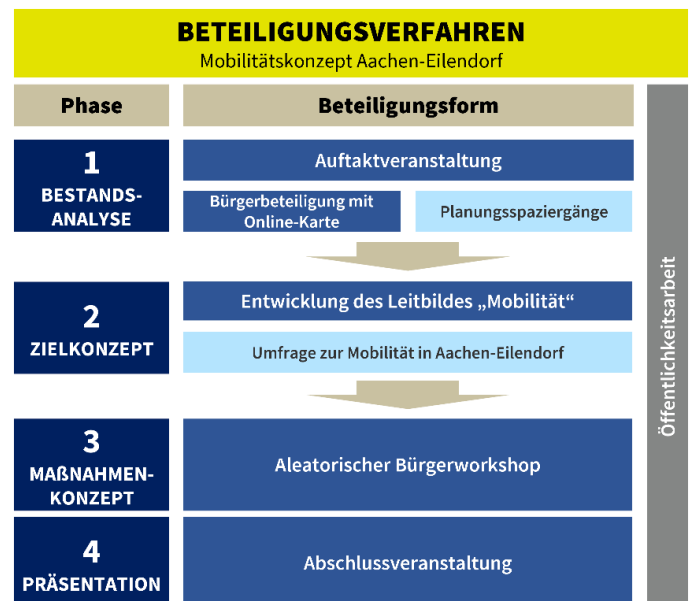 BETEILIGUNGSVERFAHREN
Mobilitätskonzept Aachen-Eilendorf
Phase
Beteiligungsform
1
BESTANDS-
ANALYSE
Auftaktveranstaltung
Bürgerbeteiligung mit
Online-Karte
Planungsspaziergänge
2
ZIELKONZEPT
Entwicklung des Leitbildes „Mobilität“
Umfrage zur Mobilität in Aachen-Eilendorf
3
MAẞNAHMEN-
KONZEPT
Aleatorischer Bürgerworkshop
4
PRÄSENTATION
Abschlussveranstaltung
Öffentlichkeitsarbeit